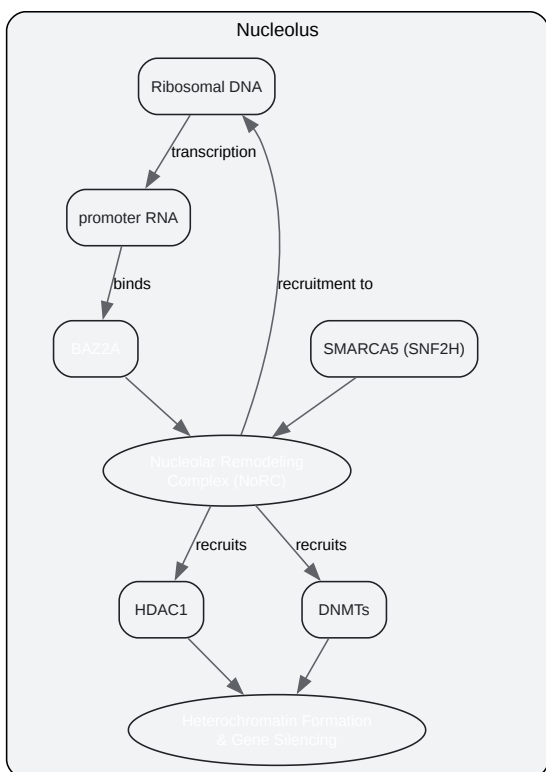 Nucleolus
Ribosomal DNA
transcription
promoter RNA
recruitment to
binds
BAZ2A
SMARCA5 (SNF2H)
Nucleolar Remodeling
Complex (NoRC)
recruits
recruits
HDAC1
DNMTs
Heterochromatin Formation
& Gene Silencing